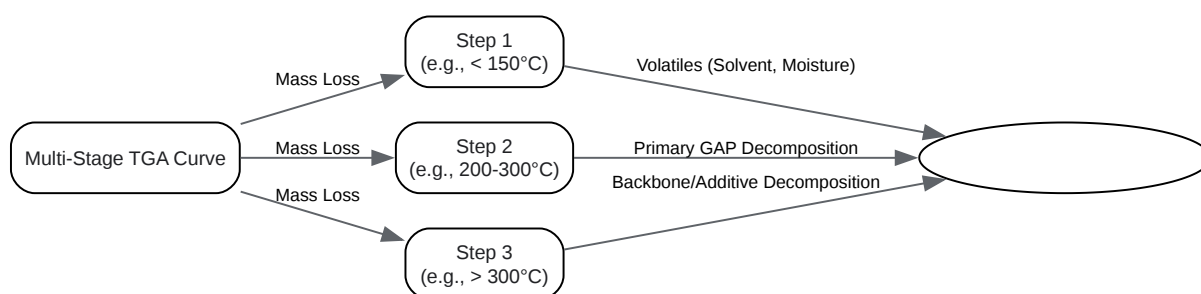 Multi-Stage TGA Curve
Mass Loss
Mass Loss
Mass Loss
Step 1
(e.g., < 150°C)
Step 2
(e.g., 200-300°C)
Step 3
(e.g., > 300°C)
Volatiles (Solvent, Moisture)
Primary GAP Decomposition
Backbone/Additive Decomposition